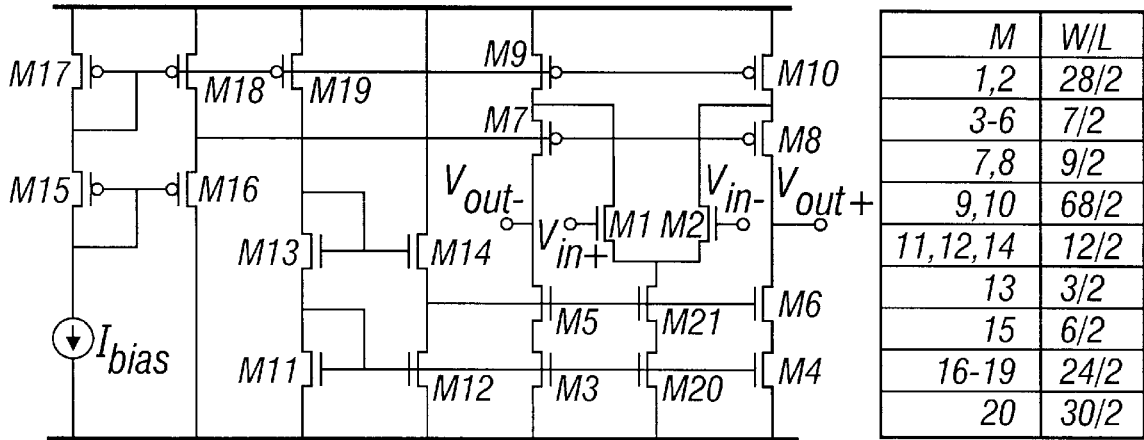 M17
M18
M19
M9
M10
M7
M8
M15
M16
Vout-
Vin+
M1
M2
Vin-
Vout+
M13
M14
M5
M21
M6
Ibias
M11
M12
M3
M20
M4
M W/L
1,2 28/2
3-6 7/2
7,8 9/2
9,10 68/2
11,12,14 12/2
13 3/2
15 6/2
16-19 24/2
20 30/2